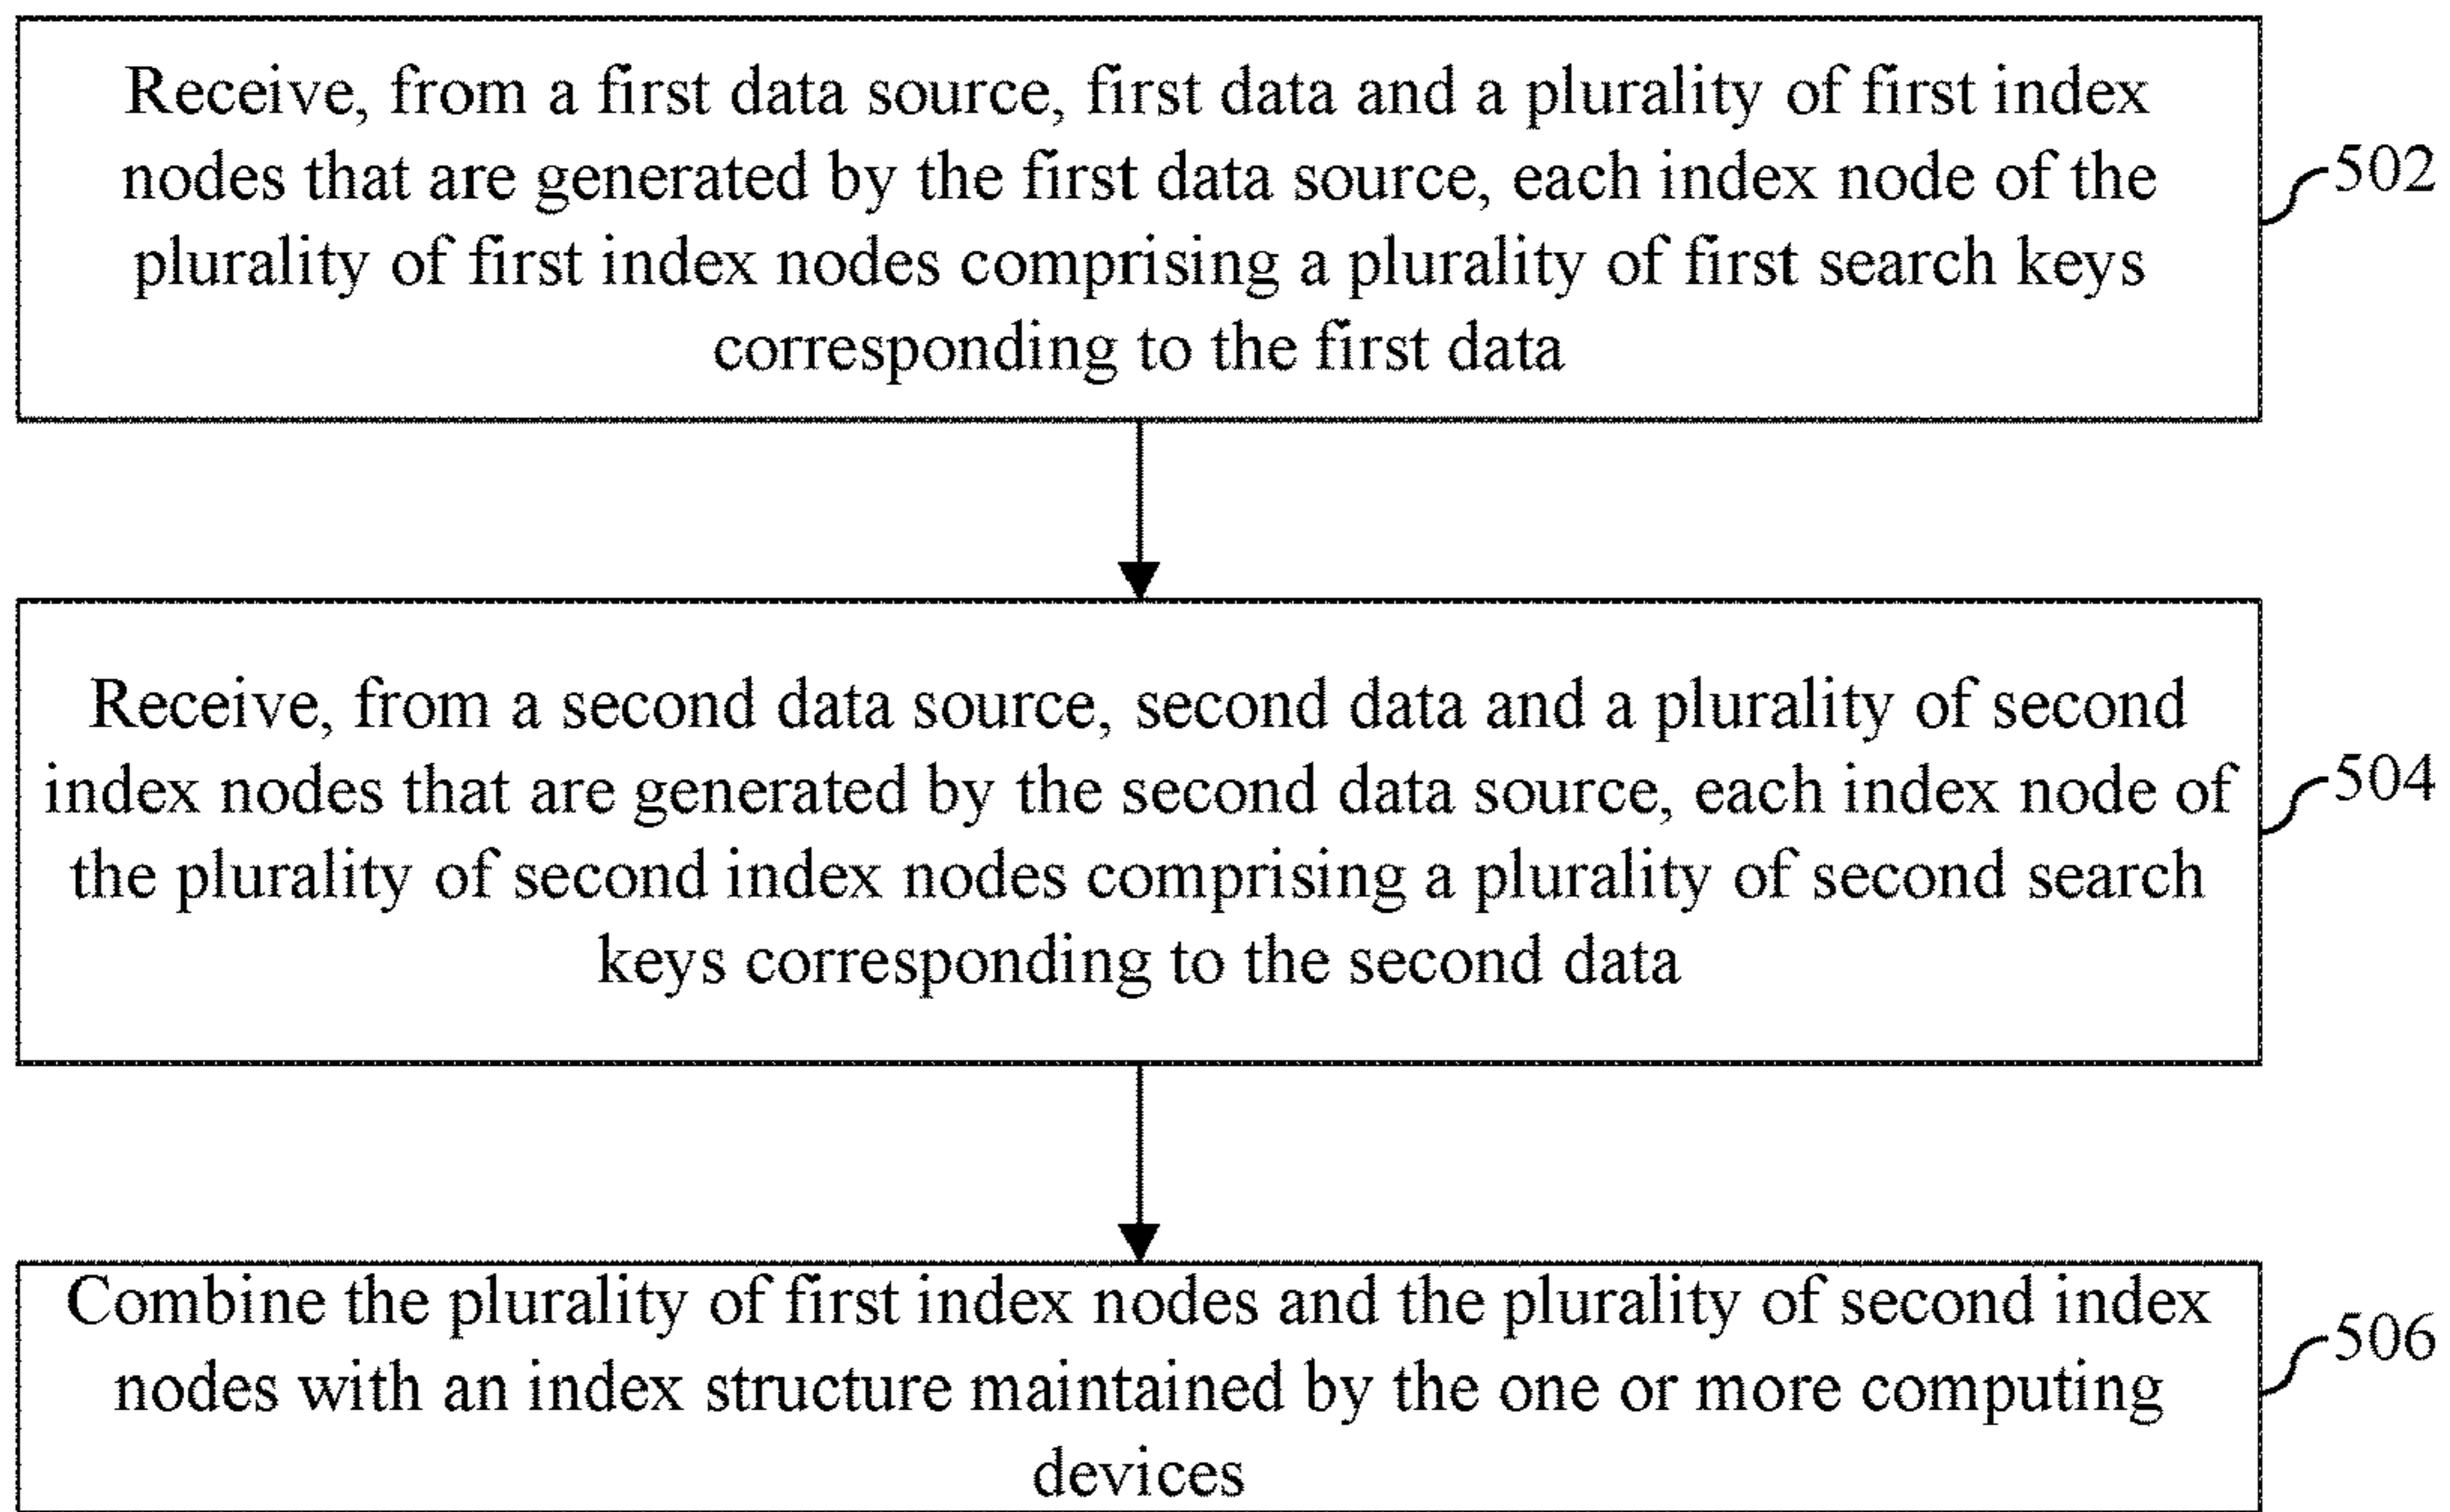 Receive, from a first data source, first data and a plurality of first index
nodes that are generated by the first data source, each index node of the
plurality of first index nodes comprising a plurality of first search keys
corresponding to the first data
502
Receive, from a second data source, second data and a plurality of second
index nodes that are generated by the second data source, each index node of
the plurality of second index nodes comprising a plurality of second search
keys corresponding to the second data
504
Combine the plurality of first index nodes and the plurality of second index
nodes with an index structure maintained by the one or more computing
devices
506